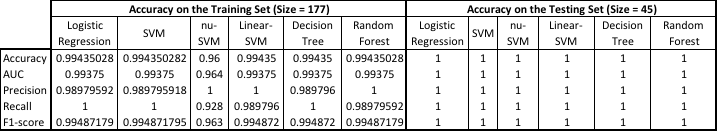 Accuracy on the Training Set (Size = 177) Accuracy on the Testing Set (Size = 45)
Logistic Regression SVM nu-SVM Linear-SVM Decision Tree Random Forest Logistic Regression SVM nu-SVM Linear-SVM Decision Tree Random Forest
Accuracy 0.99435028 0.994350282 0.96 0.99435 0.99435 0.99435028 1 1 1 1 1 1
AUC 0.99375 0.99375 0.964 0.99375 0.99375 0.99375 1 1 1 1 1 1
Precision 0.98979592 0.989795918 1 1 0.989796 1 1 1 1 1 1 1
Recall 1 1 0.928 0.989796 1 0.98979592 1 1 1 1 1 1
F1-score 0.99487179 0.994871795 0.963 0.994872 0.994872 0.99487179 1 1 1 1 1 1